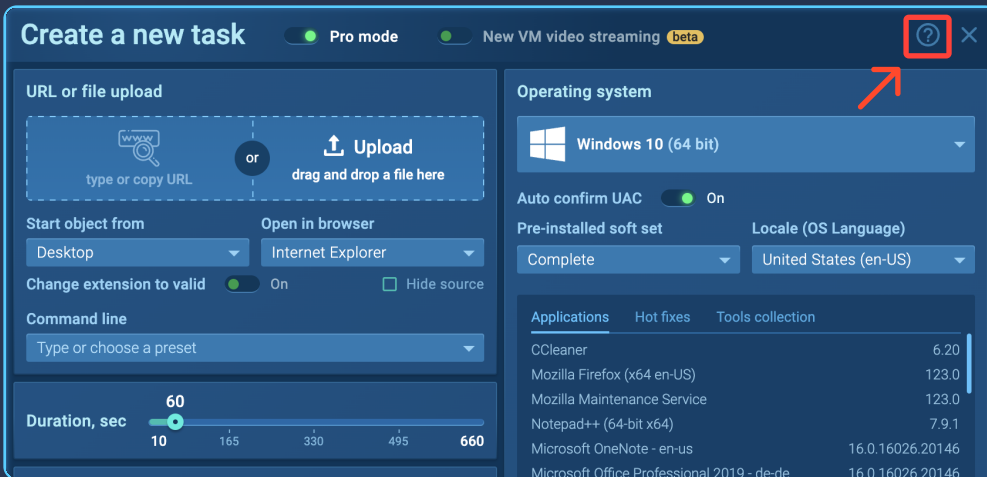 Create a new task
Pro mode
New VM video streaming beta
?
URL or file upload
www
type or copy URL
or
Upload
drag and drop a file here
Start object from
Open in browser
Desktop
Internet Explorer
Change extension to valid
On
Hide source
Command line
Type or choose a preset
60
Duration, sec
10 165 330 495 660
Operating system
Windows 10 (64 bit)
Auto confirm UAC
On
Pre-installed soft set
Locale (OS Language)
Complete
United States (en-US)
Applications
Hot fixes
Tools collection
CCleaner 6.20
Mozilla Firefox (x64 en-US) 123.0
Mozilla Maintenance Service 123.0
Notepad++ (64-bit x64) 7.9.1
Microsoft OneNote - en-us 16.0.16026.20146
Microsoft Office Professional 2019 - de-de 16.0.16026.20146